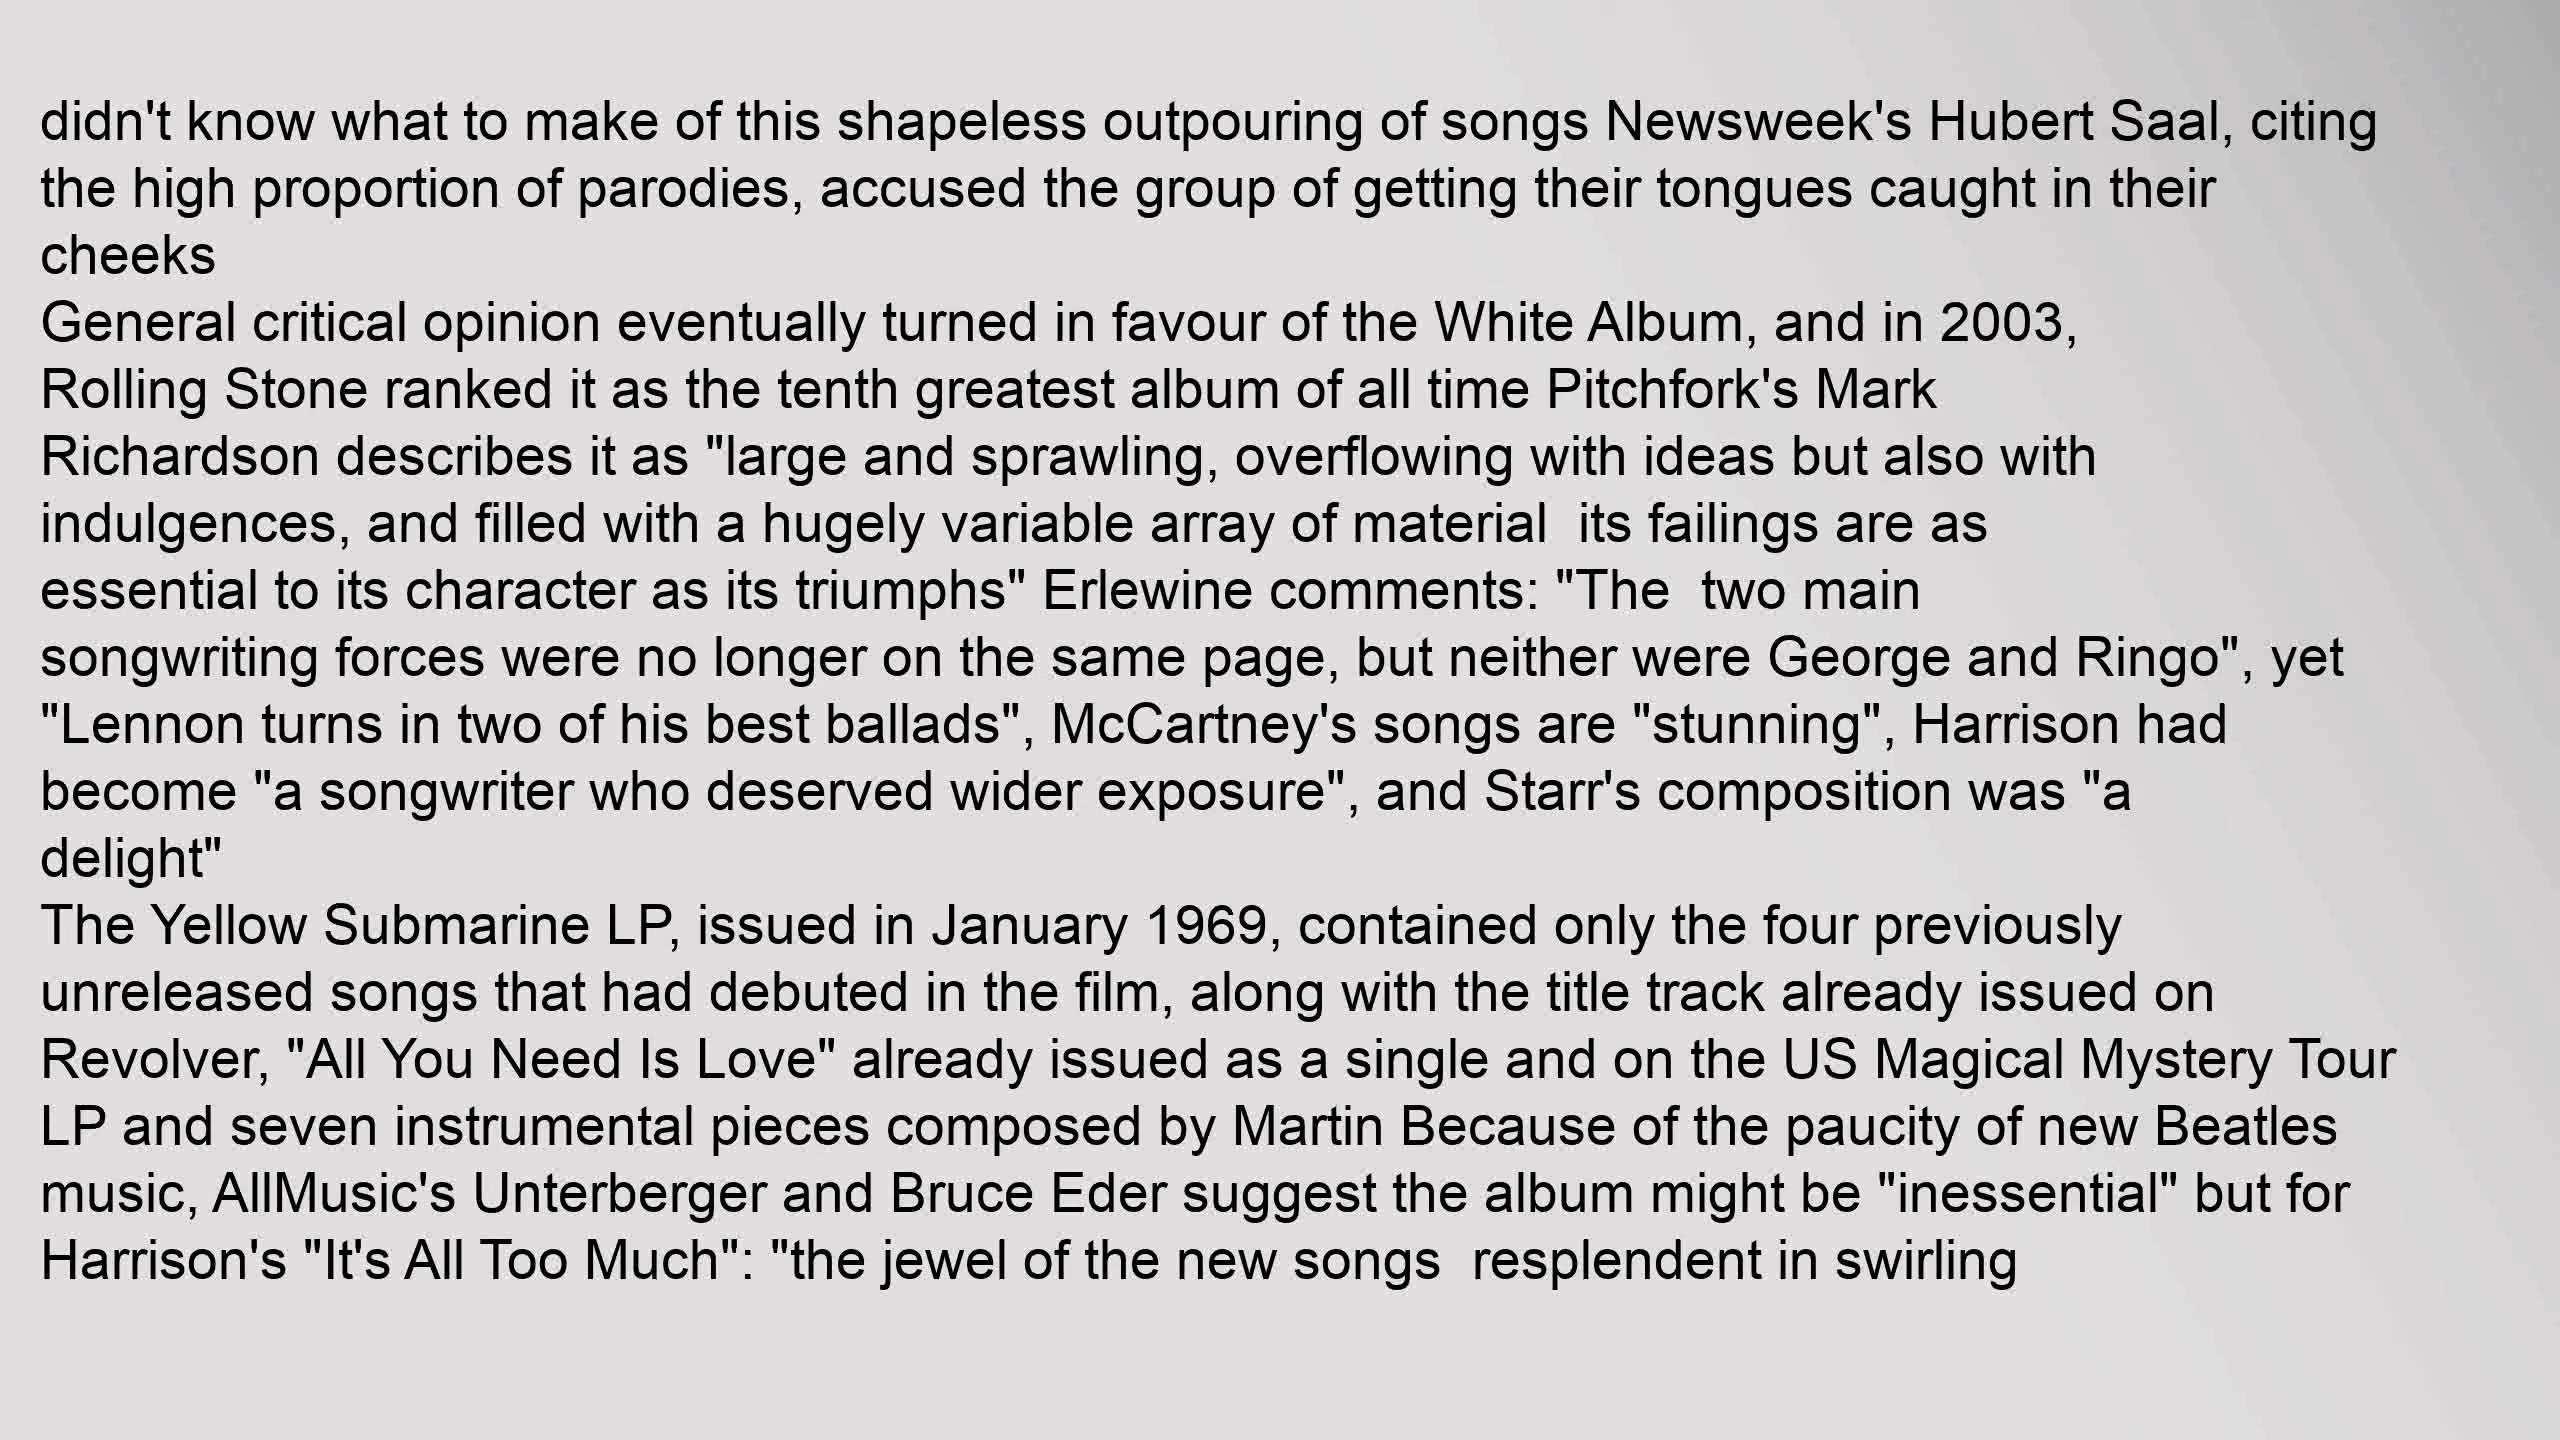 didn't know what to make of this shapeless outpouring of songs Newsweek's Hubert Saal, citing
the high proportion of parodies, accused the group of getting their tongues caught in their
cheeks
General critical opinion eventually turned in favour of the White Album, and in 2003,
Rolling Stone ranked it as the tenth greatest album of all time Pitchfork's Mark
Richardson describes it as "large and sprawling, overflowing with ideas but also with
indulgences, and filled with a hugely variable array of material  its failings are as
essential to its character as its triumphs" Erlewine comments: "The  two main
songwriting forces were no longer on the same page, but neither were George and Ringo", yet
"Lennon turns in two of his best ballads", McCartney's songs are "stunning", Harrison had
become "a songwriter who deserved wider exposure", and Starr's composition was "a
delight"
The Yellow Submarine LP, issued in January 1969, contained only the four previously
unreleased songs that had debuted in the film, along with the title track already issued on
Revolver, "All You Need Is Love" already issued as a single and on the US Magical Mystery Tour
LP and seven instrumental pieces composed by Martin Because of the paucity of new Beatles
music, AllMusic's Unterberger and Bruce Eder suggest the album might be "inessential" but for
Harrison's "It's All Too Much": "the jewel of the new songs  resplendent in swirling